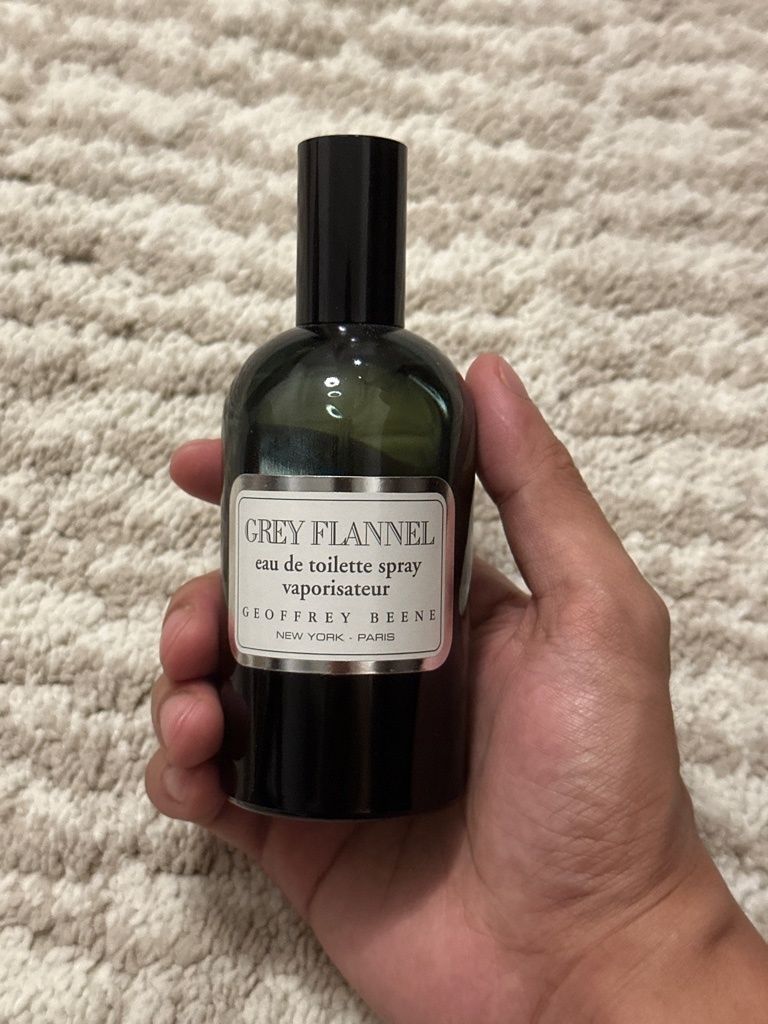 GREY FLANNEL
eau de toilette spray
vaporisateur
GEOFFREY BEENE
NEW YORK - PARIS